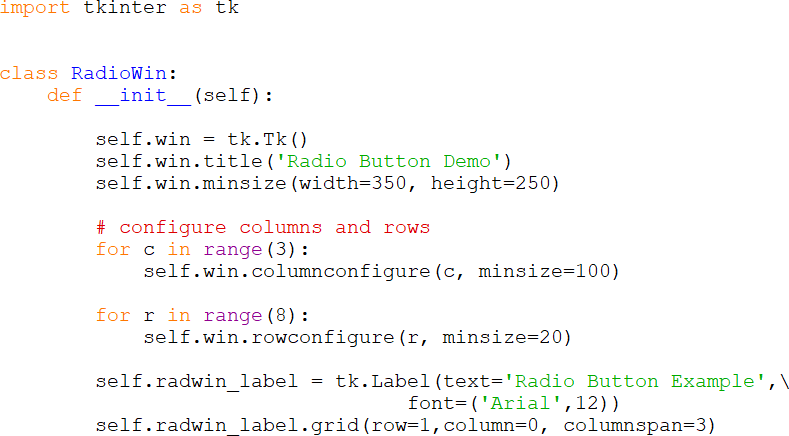 import tkinter as tk
class RadioWin:
    def __init__(self):
        self.win = tk.Tk()
        self.win.title('Radio Button Demo')
        self.win.minsize(width=350, height=250)
        # configure columns and rows
        for c in range(3):
            self.win.columnconfigure(c, minsize=100)
        for r in range(8):
            self.win.rowconfigure(r, minsize=20)
        self.radwin_label = tk.Label(text='Radio Button Example',\
                                  font=('Arial',12))
        self.radwin_label.grid(row=1,column=0, columnspan=3)